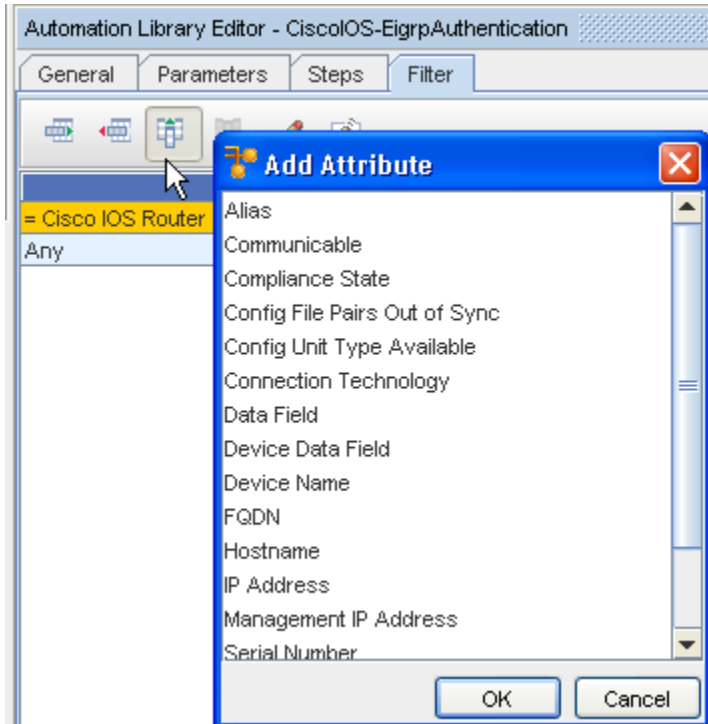 Automation Library Editor - CiscoIOS-EigrpAuthentication
General Parameters Steps Filter
Add Attribute
= Cisco IOS Router
Any
Alias
Communicable
Compliance State
Config File Pairs Out of Sync
Config Unit Type Available
Connection Technology
Data Field
Device Data Field
Device Name
FQDN
Hostname
IP Address
Management IP Address
Serial Number
OK Cancel